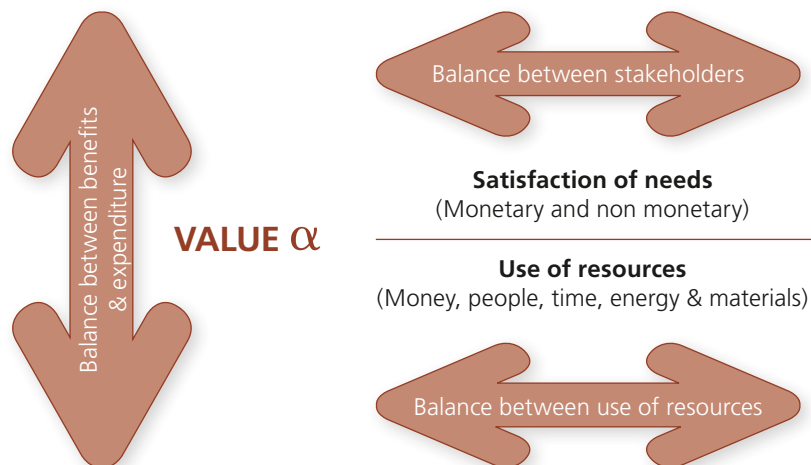 Balance between benefits
& expenditure
VALUE α
Balance between stakeholders
Satisfaction of needs
(Monetary and non monetary)
Use of resources
(Money, people, time, energy & materials)
Balance between use of resources